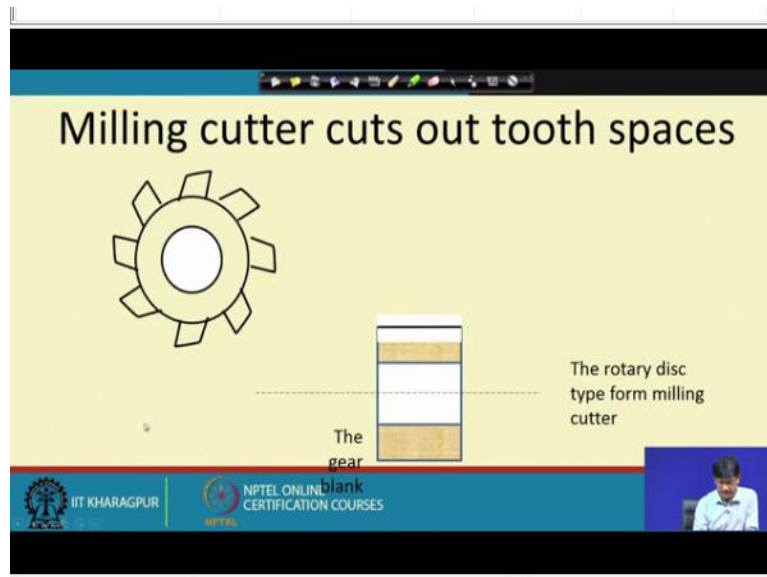 Milling cutter cuts out tooth spaces
The rotary disc
type form milling
cutter
The
gear
blank
IIT KHARAGPUR
NPTEL ONLINE
CERTIFICATION COURSES
NPTEL